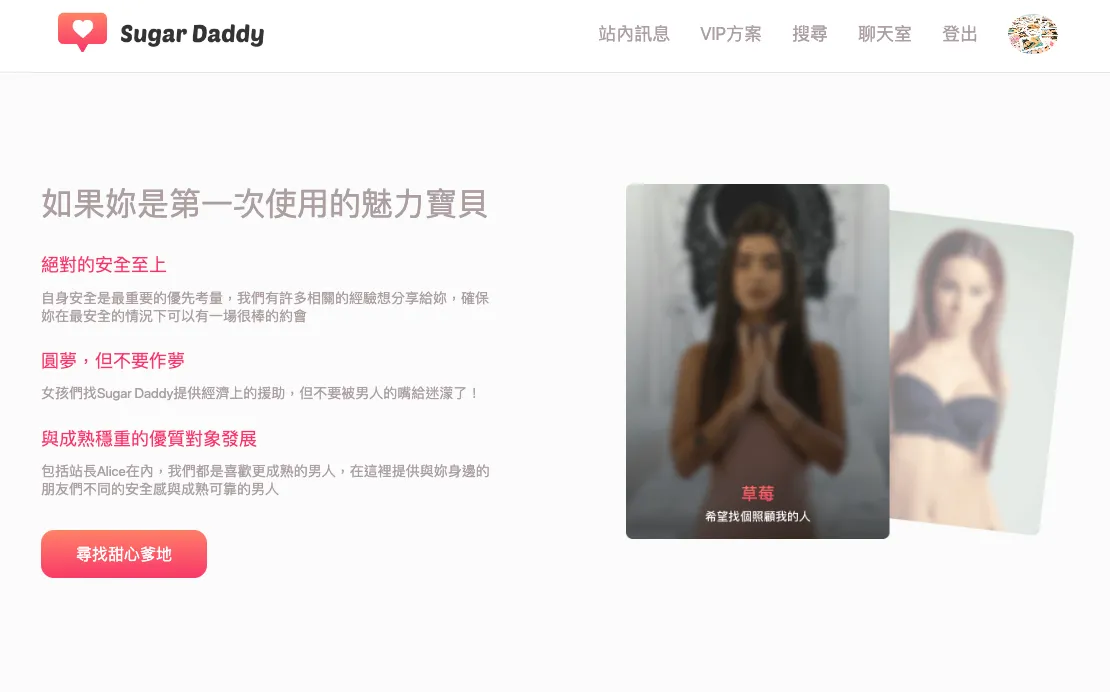 Sugar Daddy
站內訊息 VIP方案 搜尋 聊天室 登出
如果妳是第一次使用的魅力寶貝
絕對的安全至上
自身安全是最重要的優先考量，我們有許多相關的經驗想分享給妳，確保
妳在最安全的情況下可以有一場很棒的約會
圓夢，但不要作夢
女孩們找Sugar Daddy提供經濟上的援助，但不要被男人的嘴給迷濛了！
與成熟穩重的優質對象發展
包括站長Alice在內，我們都是喜歡更成熟的男人，在這裡提供與妳身邊的
朋友們不同的安全感與成熟可靠的男人
尋找甜心爹地
草莓
希望找個照顧我的人